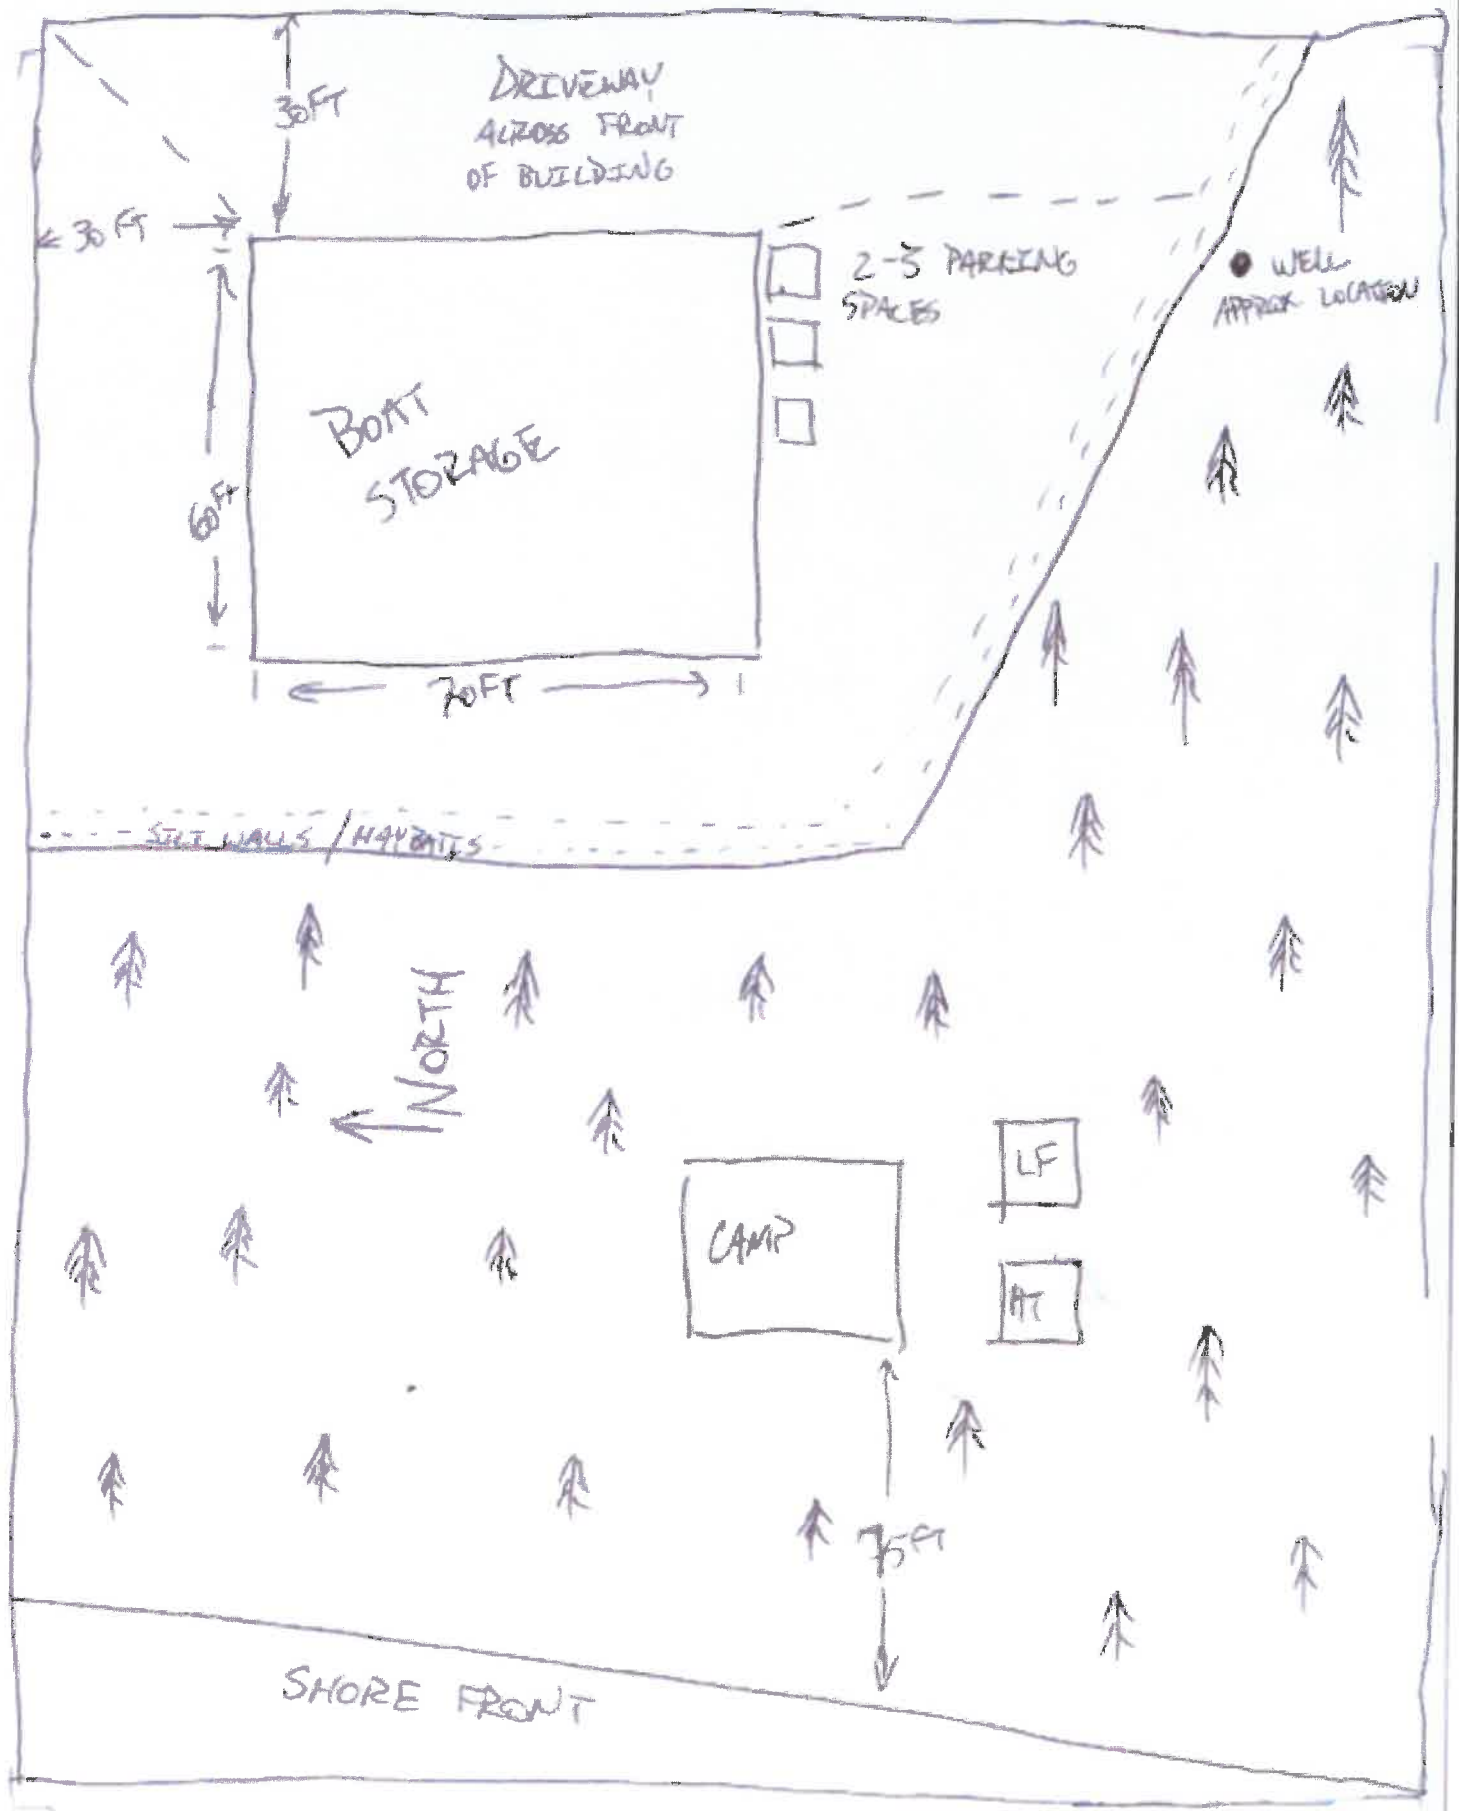 30FT
DRIVEWAY
ACROSS FRONT
OF BUILDING
30 FT
2-3 PARKING
SPACES
WELL
APPROX LOCATION
BOAT
STORAGE
60FT
70FT
SILT WALLS /
NORTH
LF
CAMP
75FT
SHORE FRONT